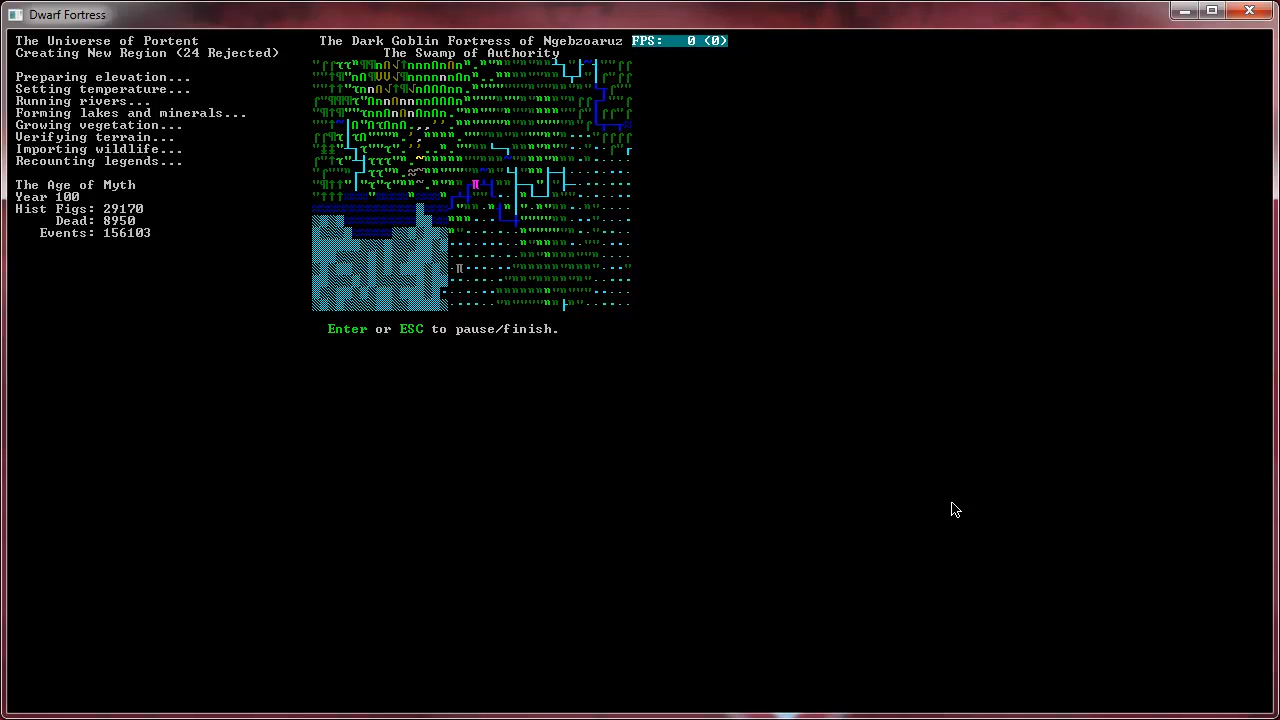 Dwarf Fortress
The Universe of Portent
Creating New Region (24 Rejected)
The Dark Goblin Fortress of Ngebzoaruz FPS: 0 (0)
The Swamp of Authority
Preparing elevation...
Setting temperature...
Running rivers...
Forming lakes and minerals...
Growing vegetation...
Verifying terrain...
Importing wildlife...
Recounting legends...
The Age of Myth
Year 100
Hist Figs: 29170
Dead: 8950
Events: 156103
Enter or ESC to pause/finish.